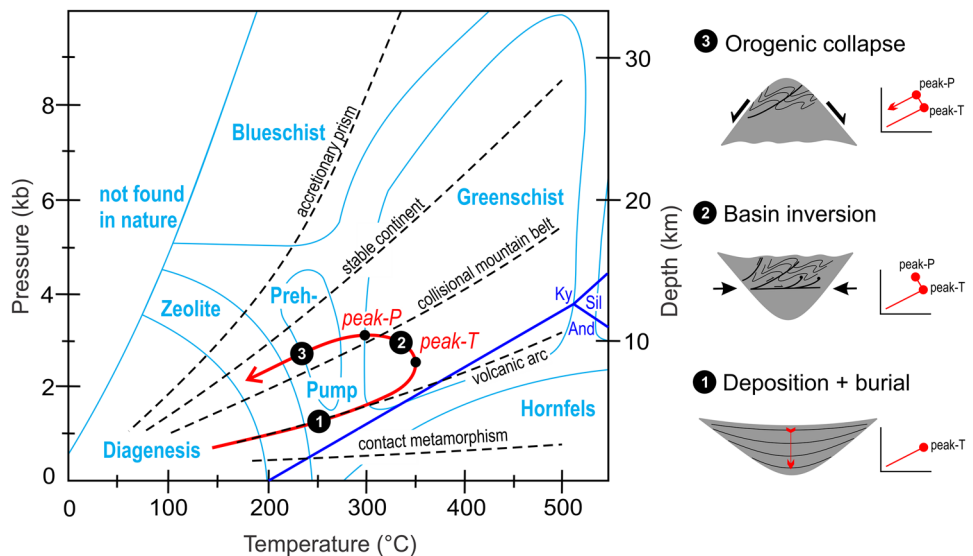 Pressure (kb)
8
6
4
2
0
0
100
200
300
400
500
Temperature (°C)
30
20
10
Depth (km)
not found
in nature
Blueschist
Greenschist
Zeolite
Preh-
Pump
Diagenesis
Hornfels
accretionary prism
stable continent
collisional mountain belt
volcanic arc
contact metamorphism
peak-P
peak-T
Ky
Sil
And
1
2
3
3 Orogenic collapse
peak-P
peak-T
2 Basin inversion
peak-P
peak-T
1 Deposition + burial
peak-T